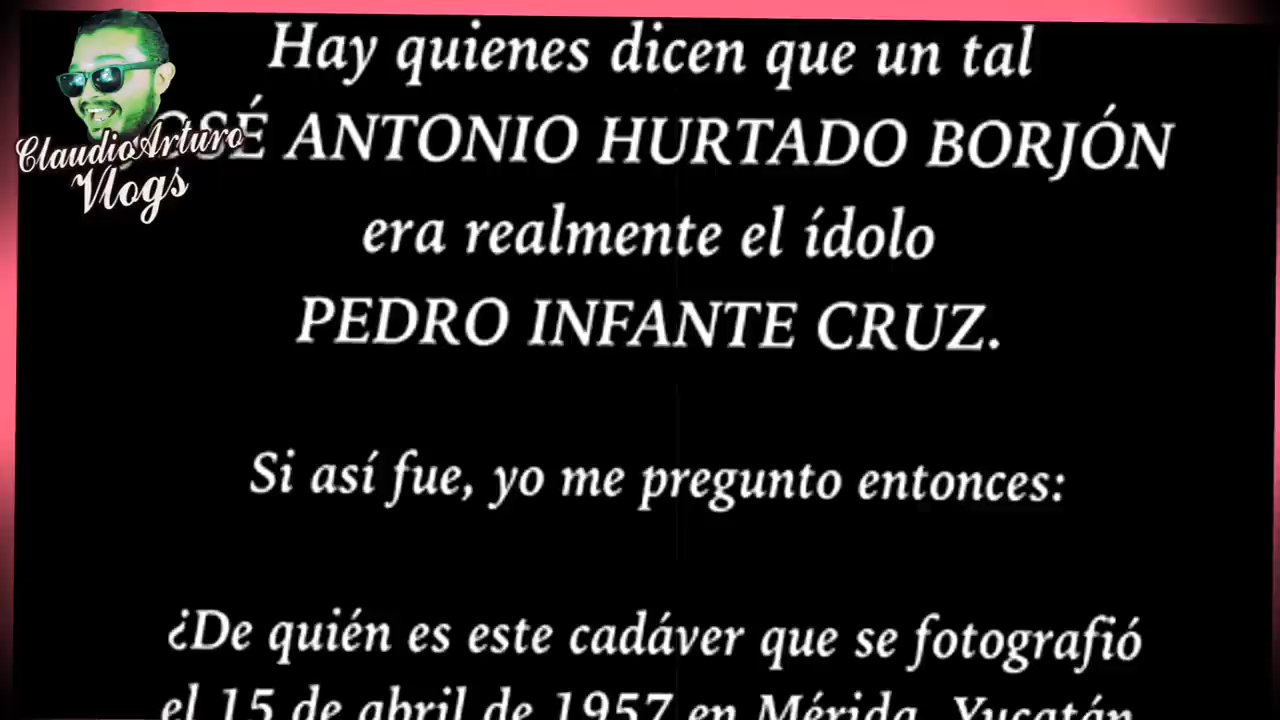 Hay quienes dicen que un tal
JOSÉ ANTONIO HURTADO BORJÓN
era realmente el ídolo
PEDRO INFANTE CRUZ.
Si así fue, yo me pregunto entonces:
¿De quién es este cadáver que se fotografió
el 15 de abril de 1957 en Mérida, Yucatán
ClaudioArturo
Vlogs